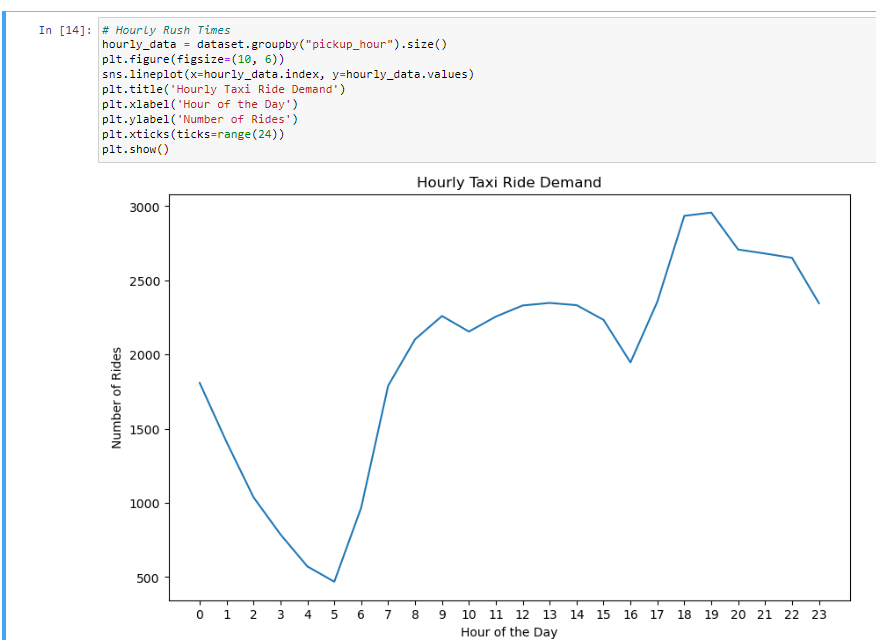 In [14]: # Hourly Rush Times
hourly_data = dataset.groupby("pickup_hour").size()
plt.figure(figsize=(10, 6))
sns.lineplot(x=hourly_data.index, y=hourly_data.values)
plt.title('Hourly Taxi Ride Demand')
plt.xlabel('Hour of the Day')
plt.ylabel('Number of Rides')
plt.xticks(ticks=range(24))
plt.show()
Hourly Taxi Ride Demand
3000
2500
2000
1500
1000
500
Number of Rides
0 1 2 3 4 5 6 7 8 9 10 11 12 13 14 15 16 17 18 19 20 21 22 23
Hour of the Day